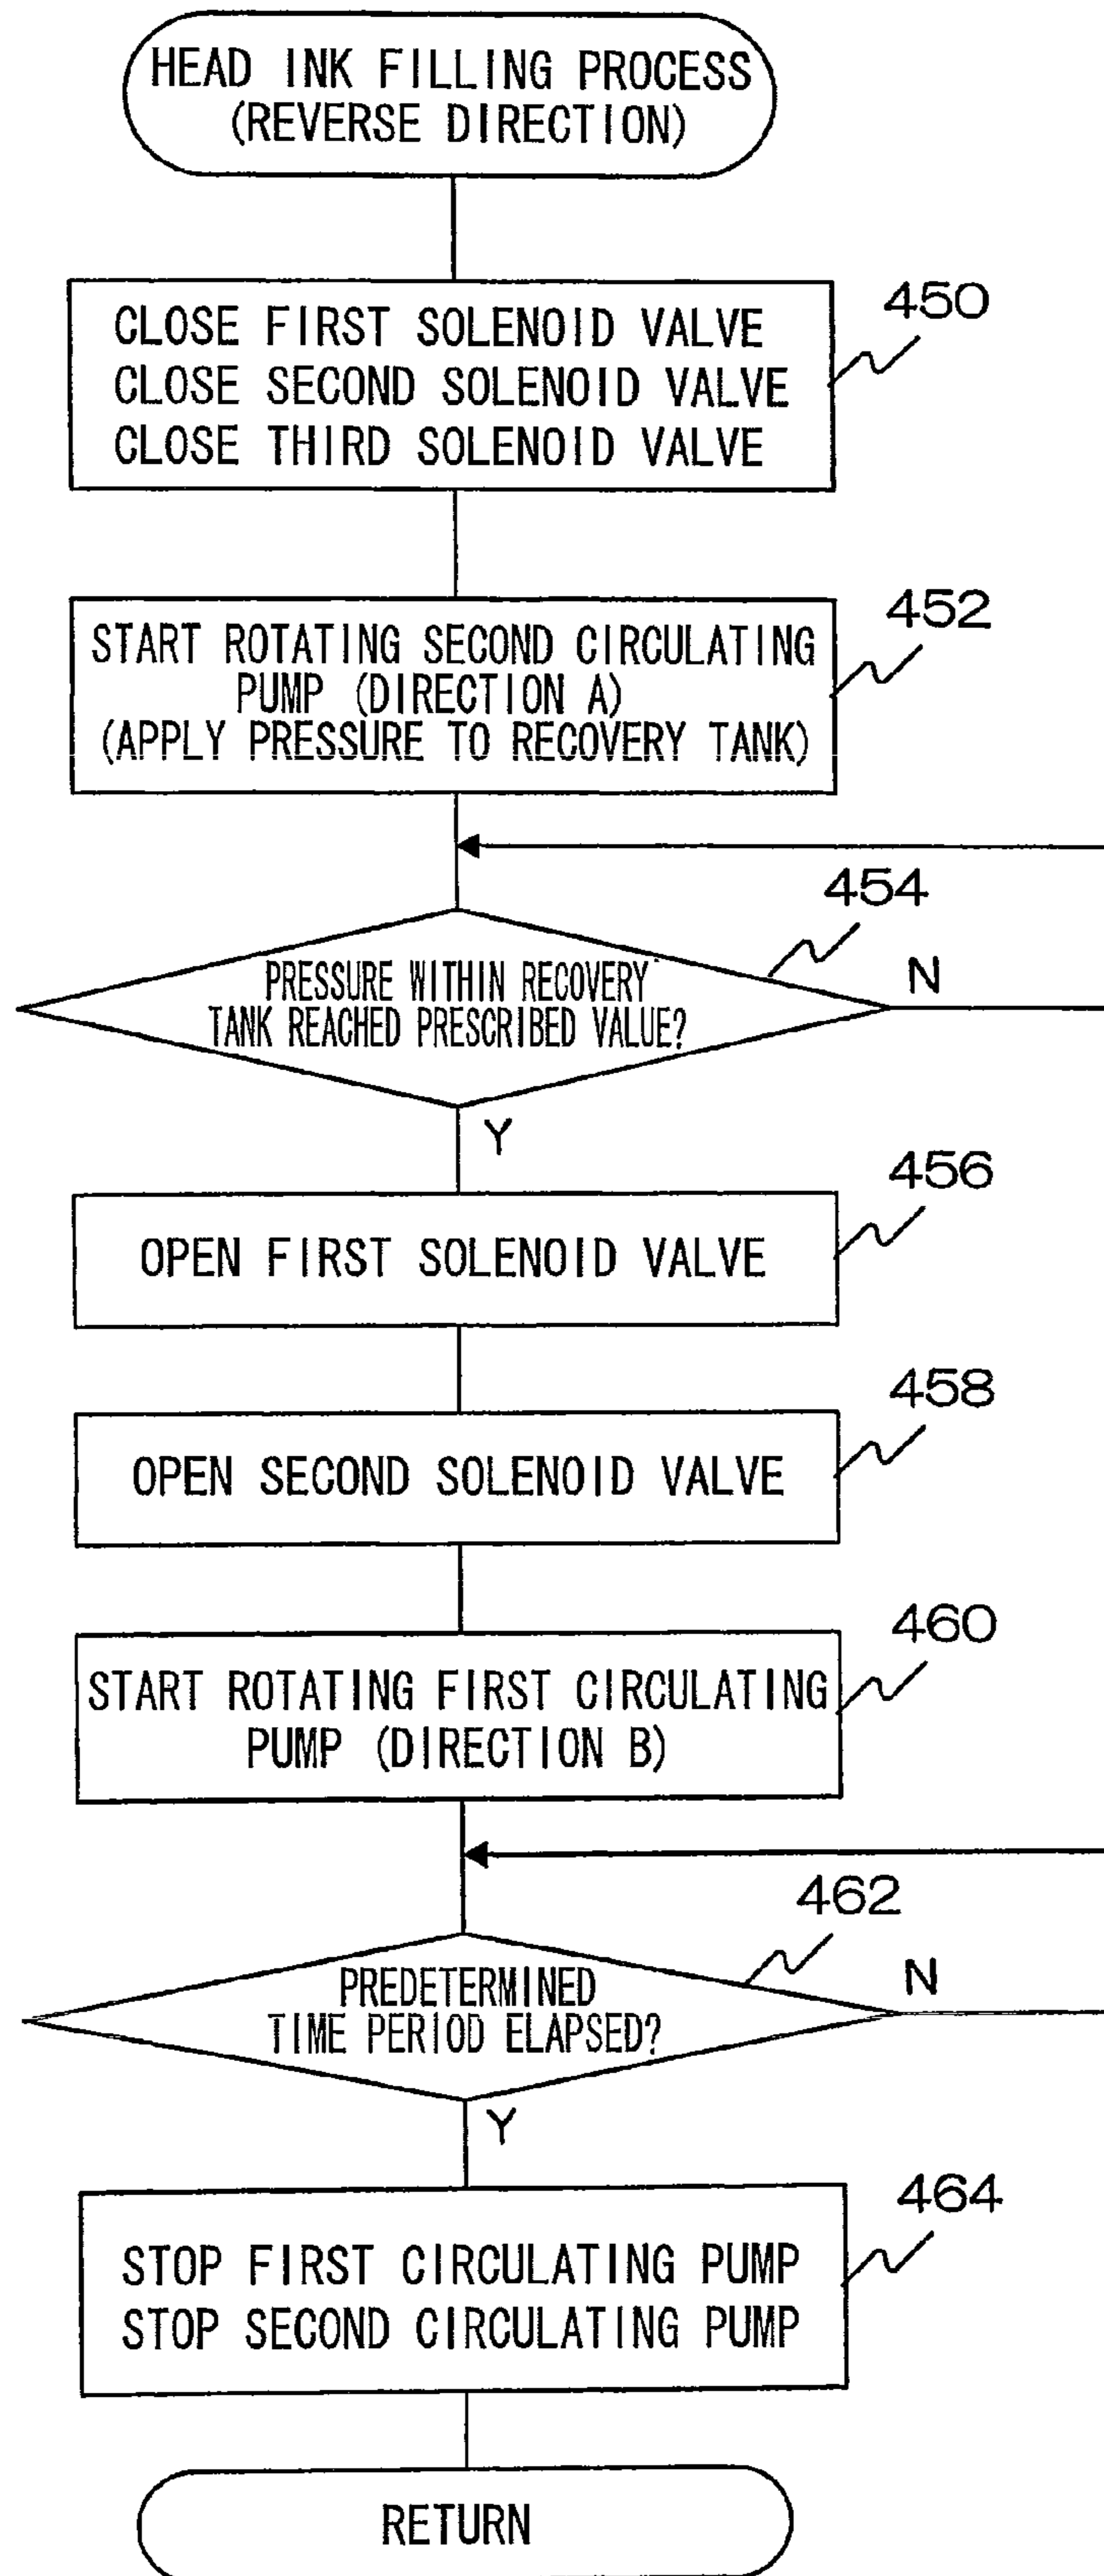 HEAD INK FILLING PROCESS
(REVERSE DIRECTION)
450
CLOSE FIRST SOLENOID VALVE
CLOSE SECOND SOLENOID VALVE
CLOSE THIRD SOLENOID VALVE
452
START ROTATING SECOND CIRCULATING
PUMP (DIRECTION A)
(APPLY PRESSURE TO RECOVERY TANK)
454
PRESSURE WITHIN RECOVERY
TANK REACHED PRESCRIBED VALUE?
N
Y
456
OPEN FIRST SOLENOID VALVE
458
OPEN SECOND SOLENOID VALVE
460
START ROTATING FIRST CIRCULATING
PUMP (DIRECTION B)
462
PREDETERMINED
TIME PERIOD ELAPSED?
N
Y
464
STOP FIRST CIRCULATING PUMP
STOP SECOND CIRCULATING PUMP
RETURN